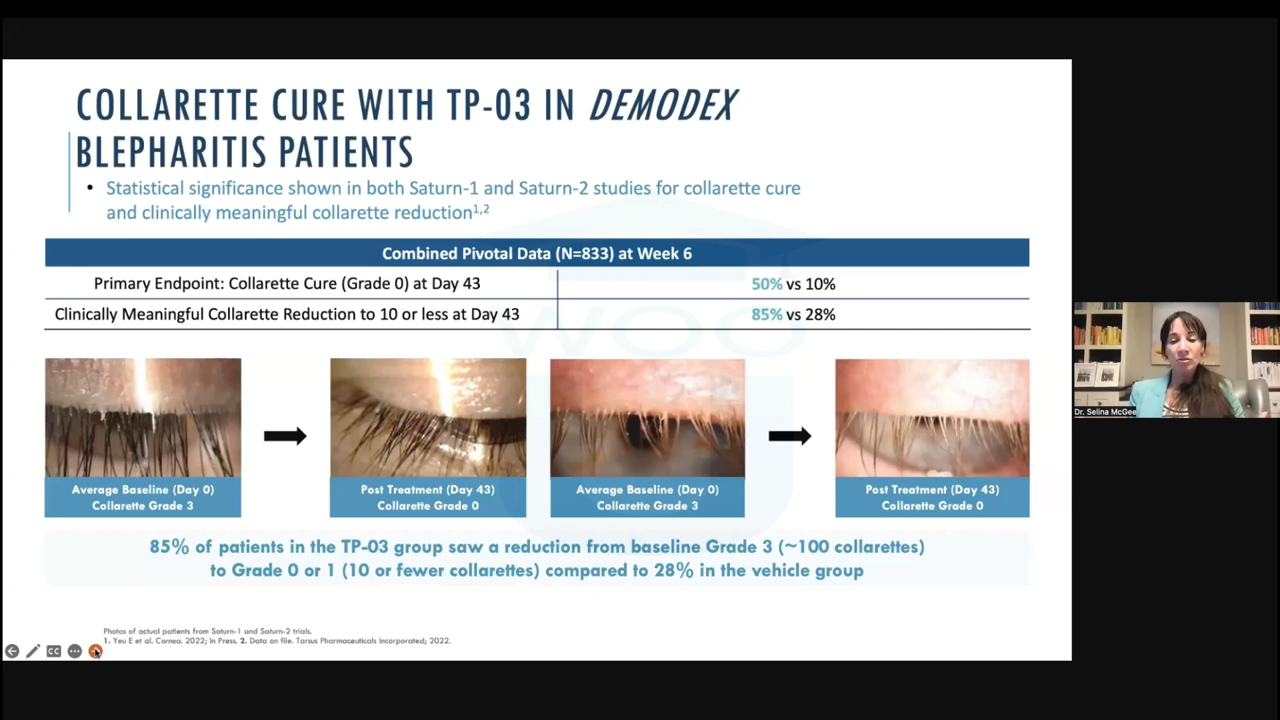 COLLARETTE CURE WITH TP-03 IN DEMODEX
BLEPHARITIS PATIENTS
• Statistical significance shown in both Saturn-1 and Saturn-2 studies for collarette cure
and clinically meaningful collarette reduction1,2
Combined Pivotal Data (N=833) at Week 6
Primary Endpoint: Collarette Cure (Grade 0) at Day 43
50% vs 10%
Clinically Meaningful Collarette Reduction to 10 or less at Day 43
85% vs 28%
WOO
U
Average Baseline (Day 0)
Collarette Grade 3
Post Treatment (Day 43)
Collarette Grade 0
Average Baseline (Day 0)
Collarette Grade 3
Post Treatment (Day 43)
Collarette Grade 0
85% of patients in the TP-03 group saw a reduction from baseline Grade 3 (~100 collarettes)
to Grade 0 or 1 (10 or fewer collarettes) compared to 28% in the vehicle group
Photos of actual patients from Saturn-1 and Saturn-2 trials.
1. Yeu E et al. Cornea. 2022; In Press. 2. Data on file. Tarsus Pharmaceuticals Incorporated; 2022.
CC
Dr. Selina McGee